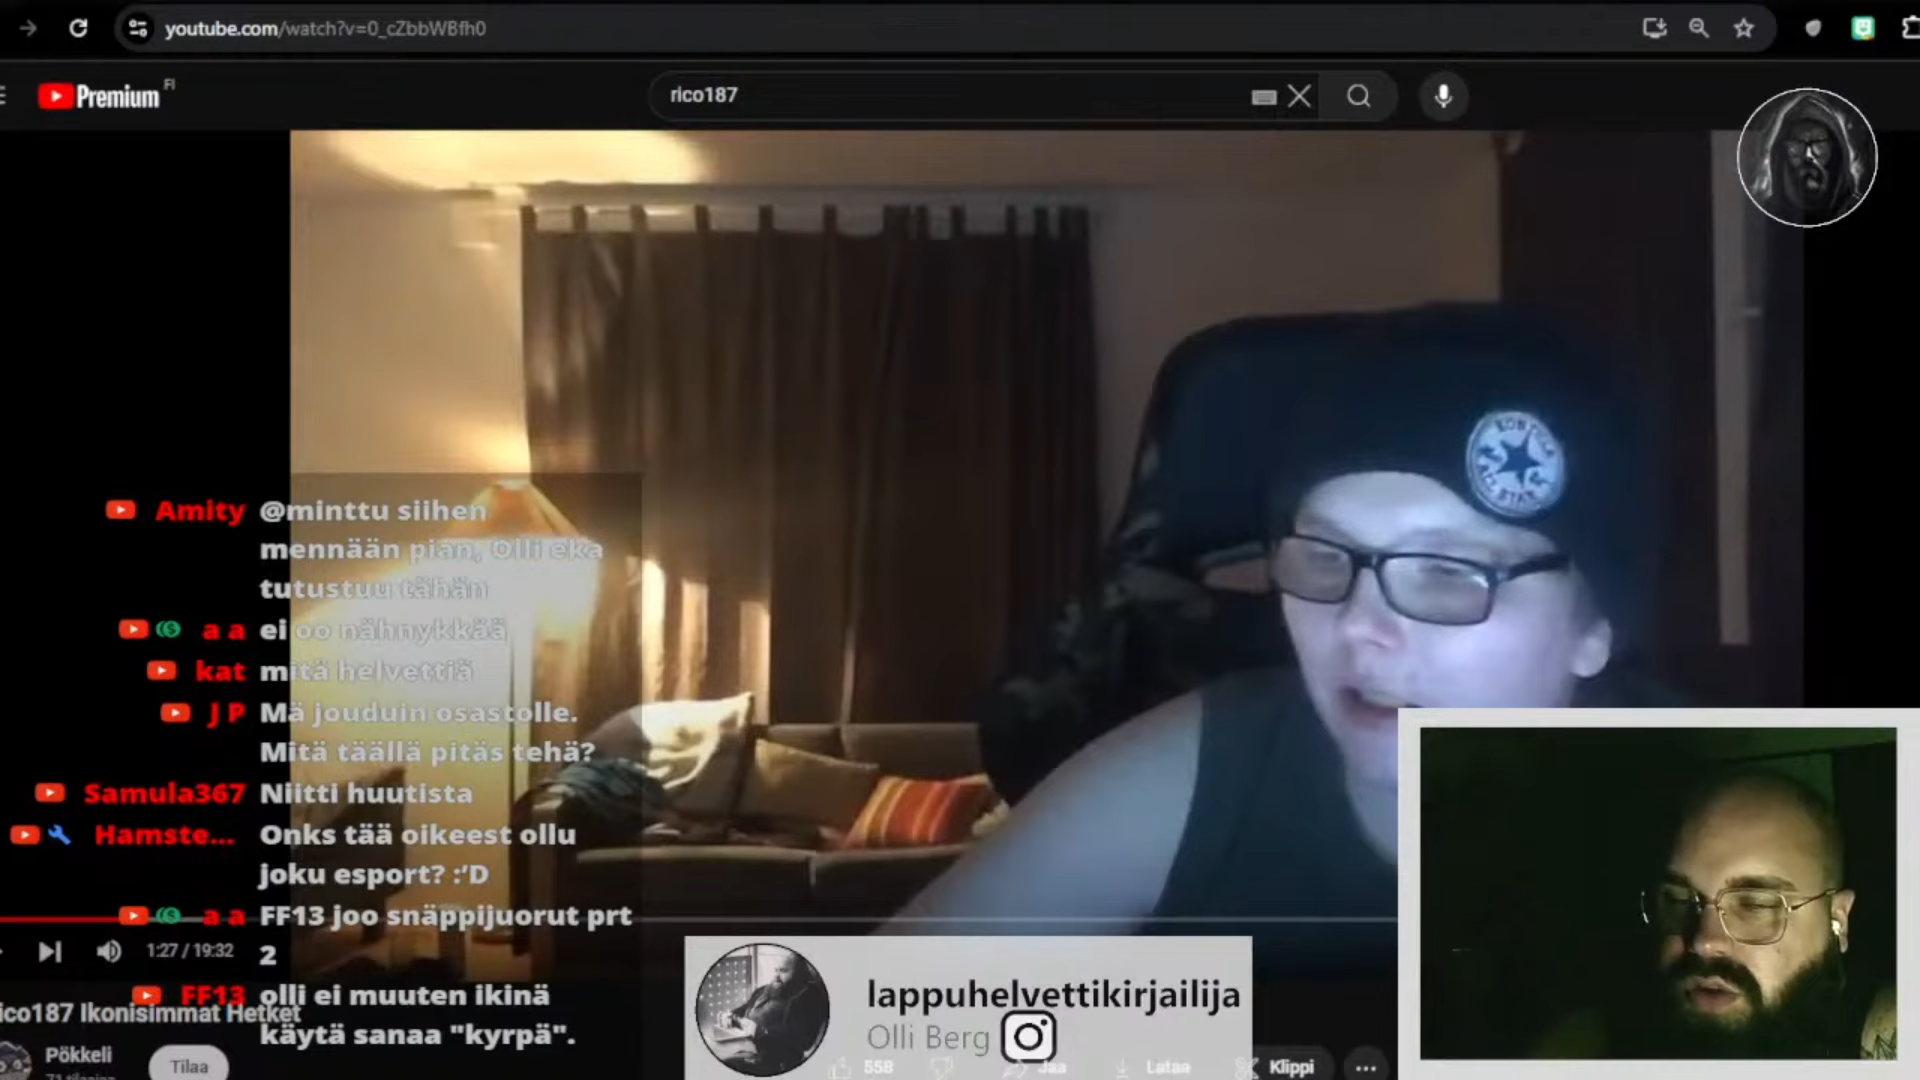 youtube.com/watch?v=0_cZbbWBfh0
Premium FI
rico187
ALL STAR
Amity @minttu siihen
mennään pian, Olli eka
tutustuu tähän
a a ei oo nähnykkää
kat mitä helvettiä
J P Mä jouduin osastolle.
Mitä täällä pitäs tehä?
Samula367 Niitti huutista
Hamste... Onks tää oikeest ollu
joku esport? :'D
a a FF13 joo snäppijuorut prt
2
1:27 / 19:32
FF13 olli ei muuten ikinä
käytä sanaa "kyrpä".
ico187 Ikonisimmat Hetket
Pökkeli
Tilaa
lappuhelvettikirjailija
Olli Berg
558
Jaa
Lataa
Klippi